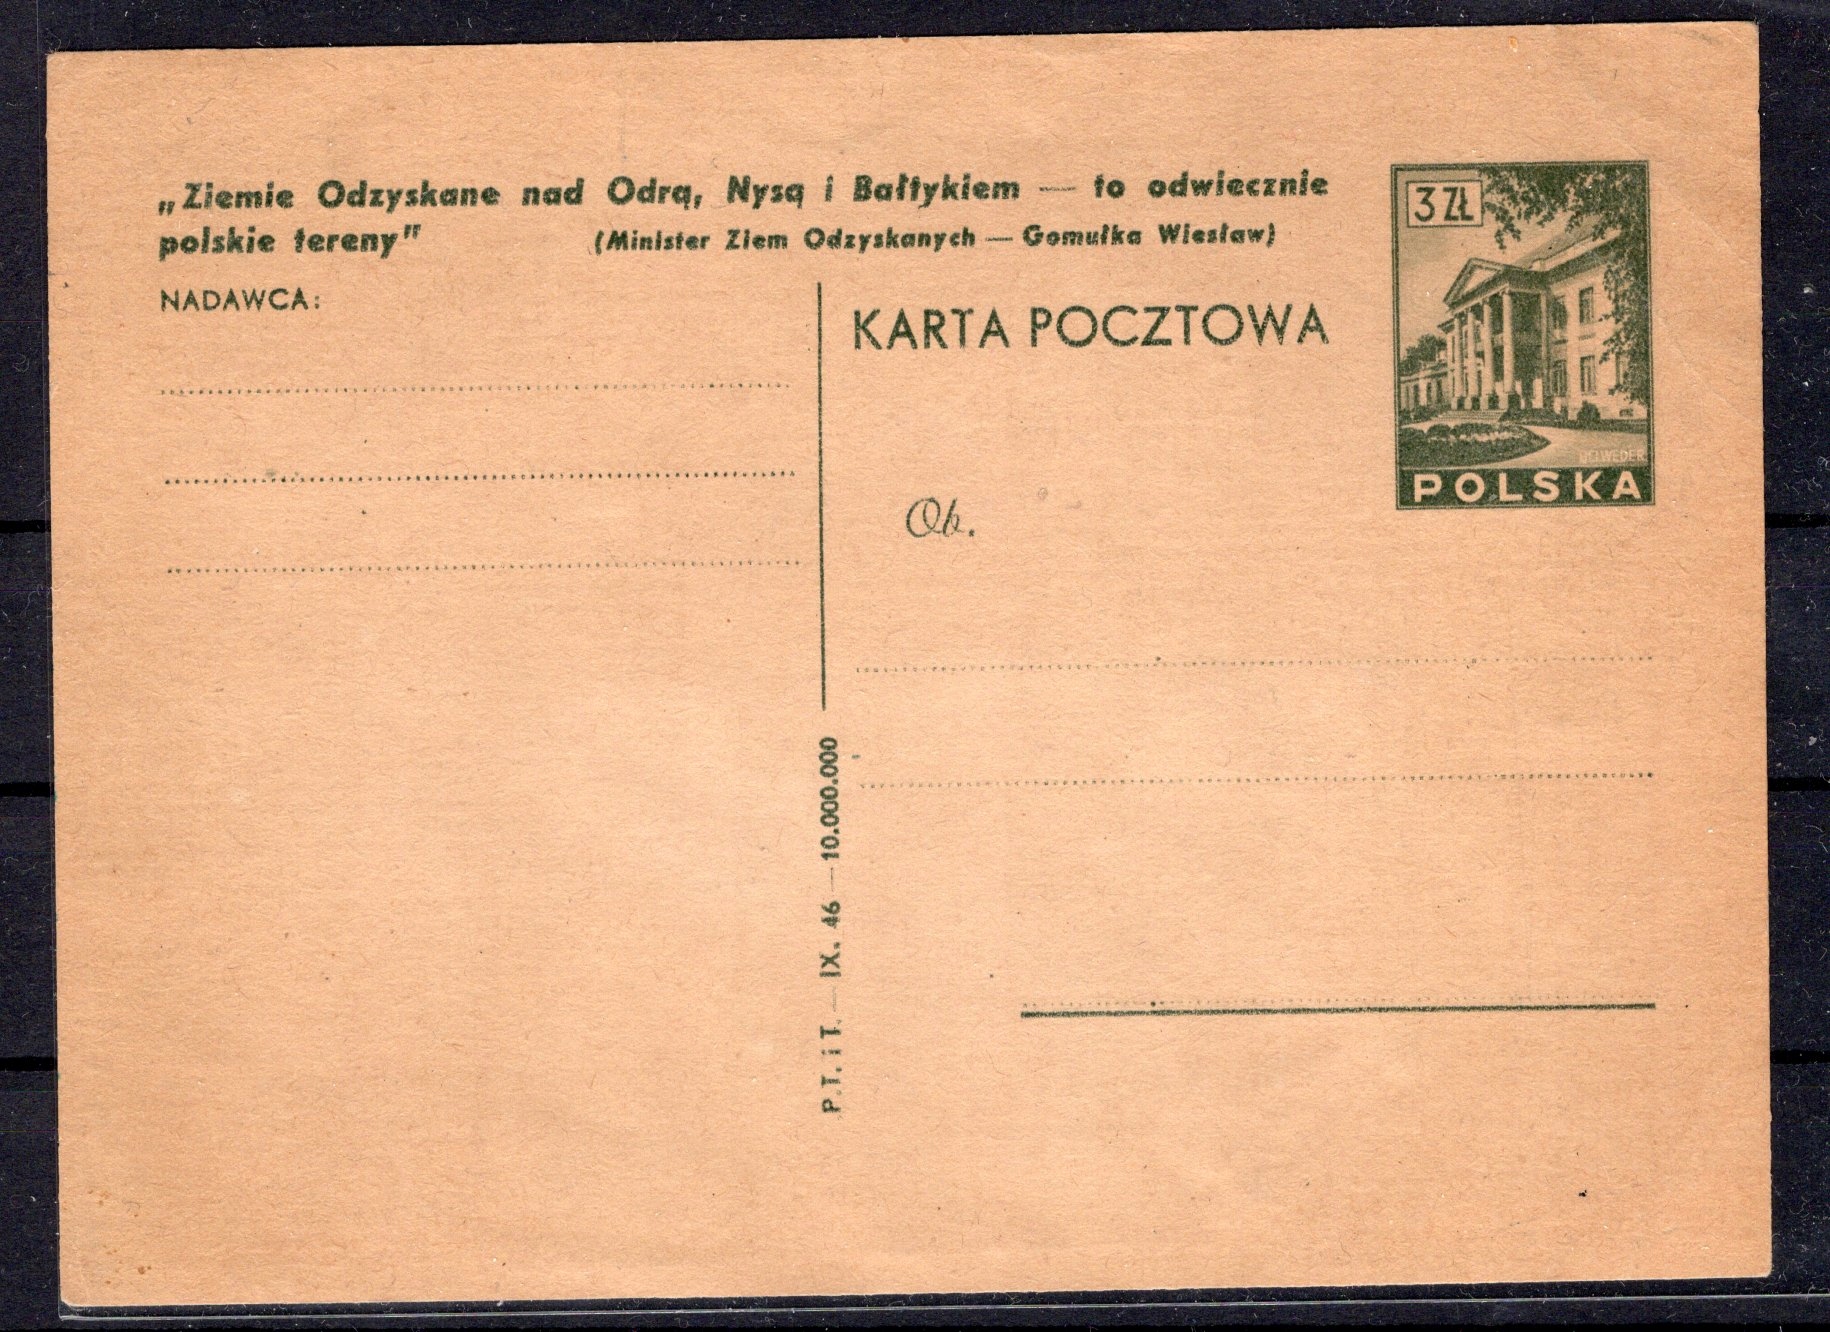 „Ziemie Odzyskane nad Odrą, Nysą i Bałtykiem — to odwiecznie
polskie tereny" (Minister Ziem Odzyskanych — Gomułka Wiesław)
3 ZŁ
BELWEDER
POLSKA
NADAWCA:
KARTA POCZTOWA
Ob.
P. T. i T. — IX. 46 — 10.000.000